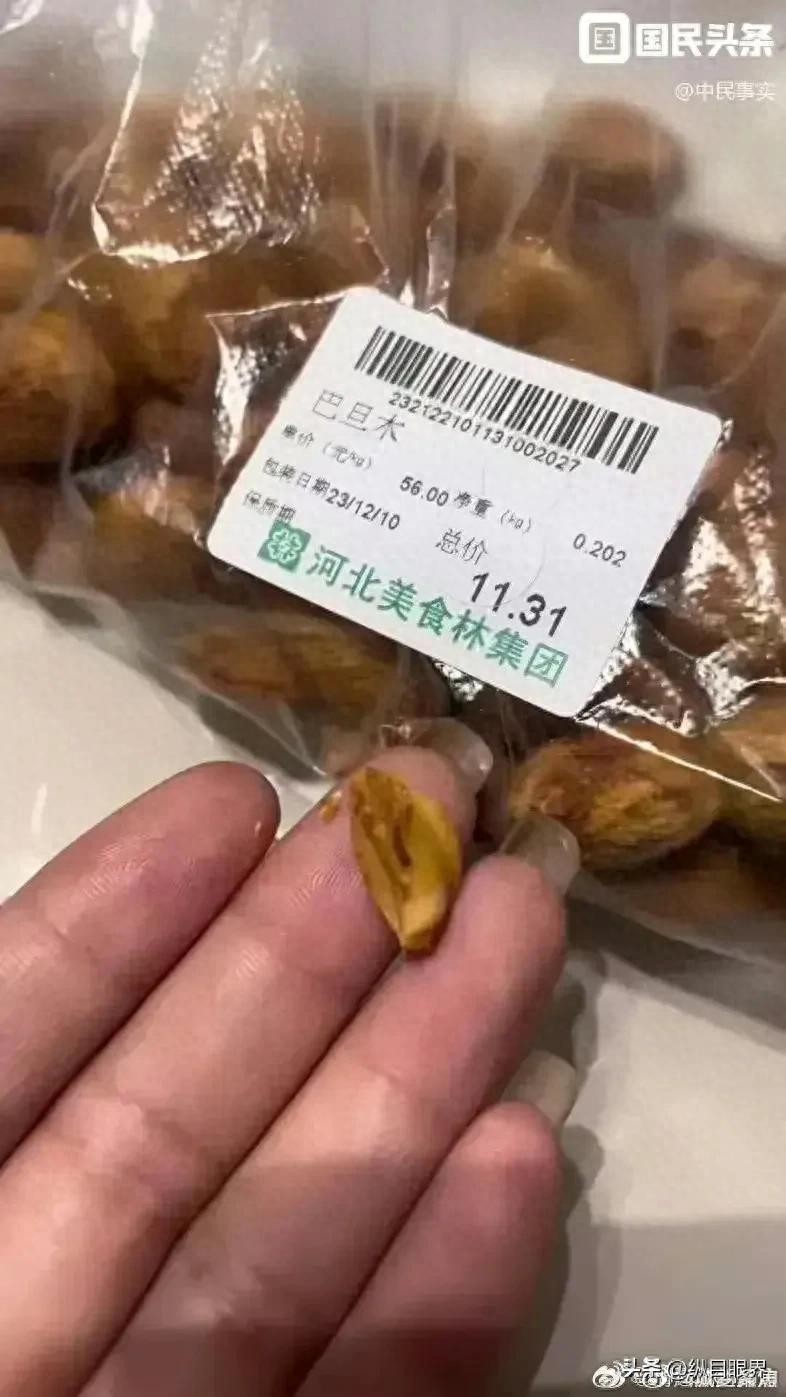 国 国民头条
@中民事实
2321221011310020​27
巴旦木
单价（元/kg） 56.00 净重（kg） 0.202
包装日期23/12/10 总价
保质期 11.31
河北美食林集团
头条 @纵目眼界